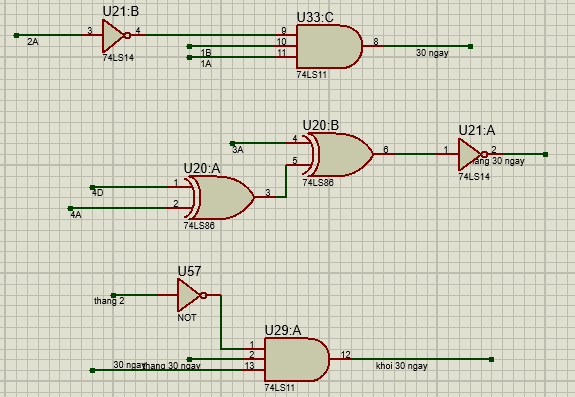 U21:B
2A
3
4
74LS14
U33:C
1B
1A
9
10
11
8
74LS11
30 ngay
U20:B
3A
4
5
6
74LS86
U21:A
1
2
74LS14
ang 30 ngay
U20:A
4D
4A
1
2
3
74LS86
U57
thang 2
NOT
U29:A
30 ngay
thang 30 ngay
1
2
13
12
74LS11
khoi 30 ngay